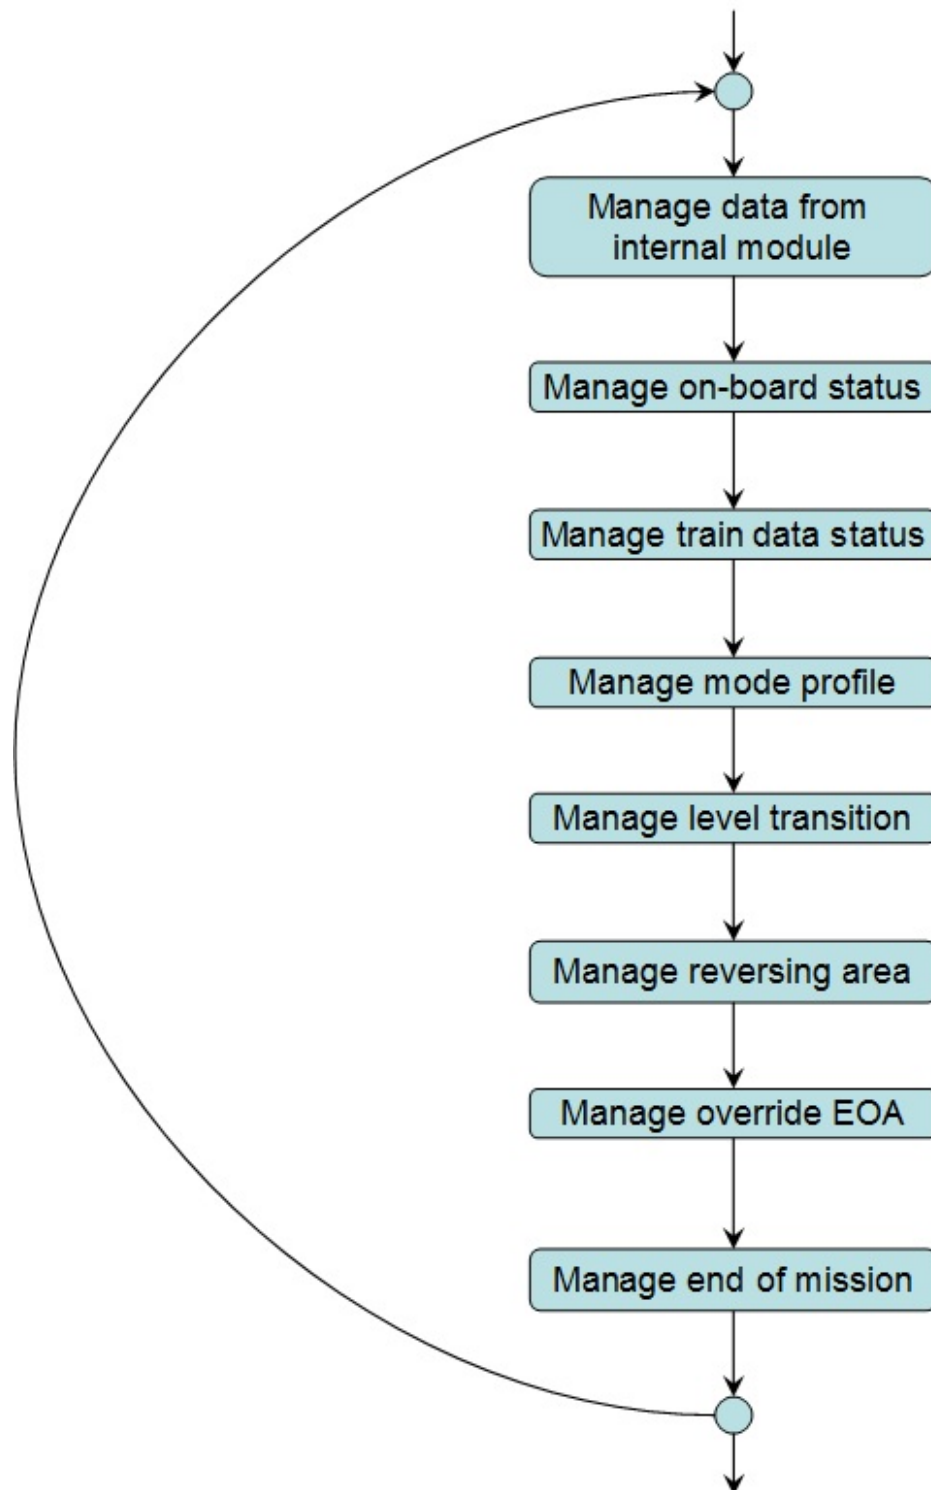 Manage data from
internal module
Manage on-board status
Manage train data status
Manage mode profile
Manage level transition
Manage reversing area
Manage override EOA
Manage end of mission